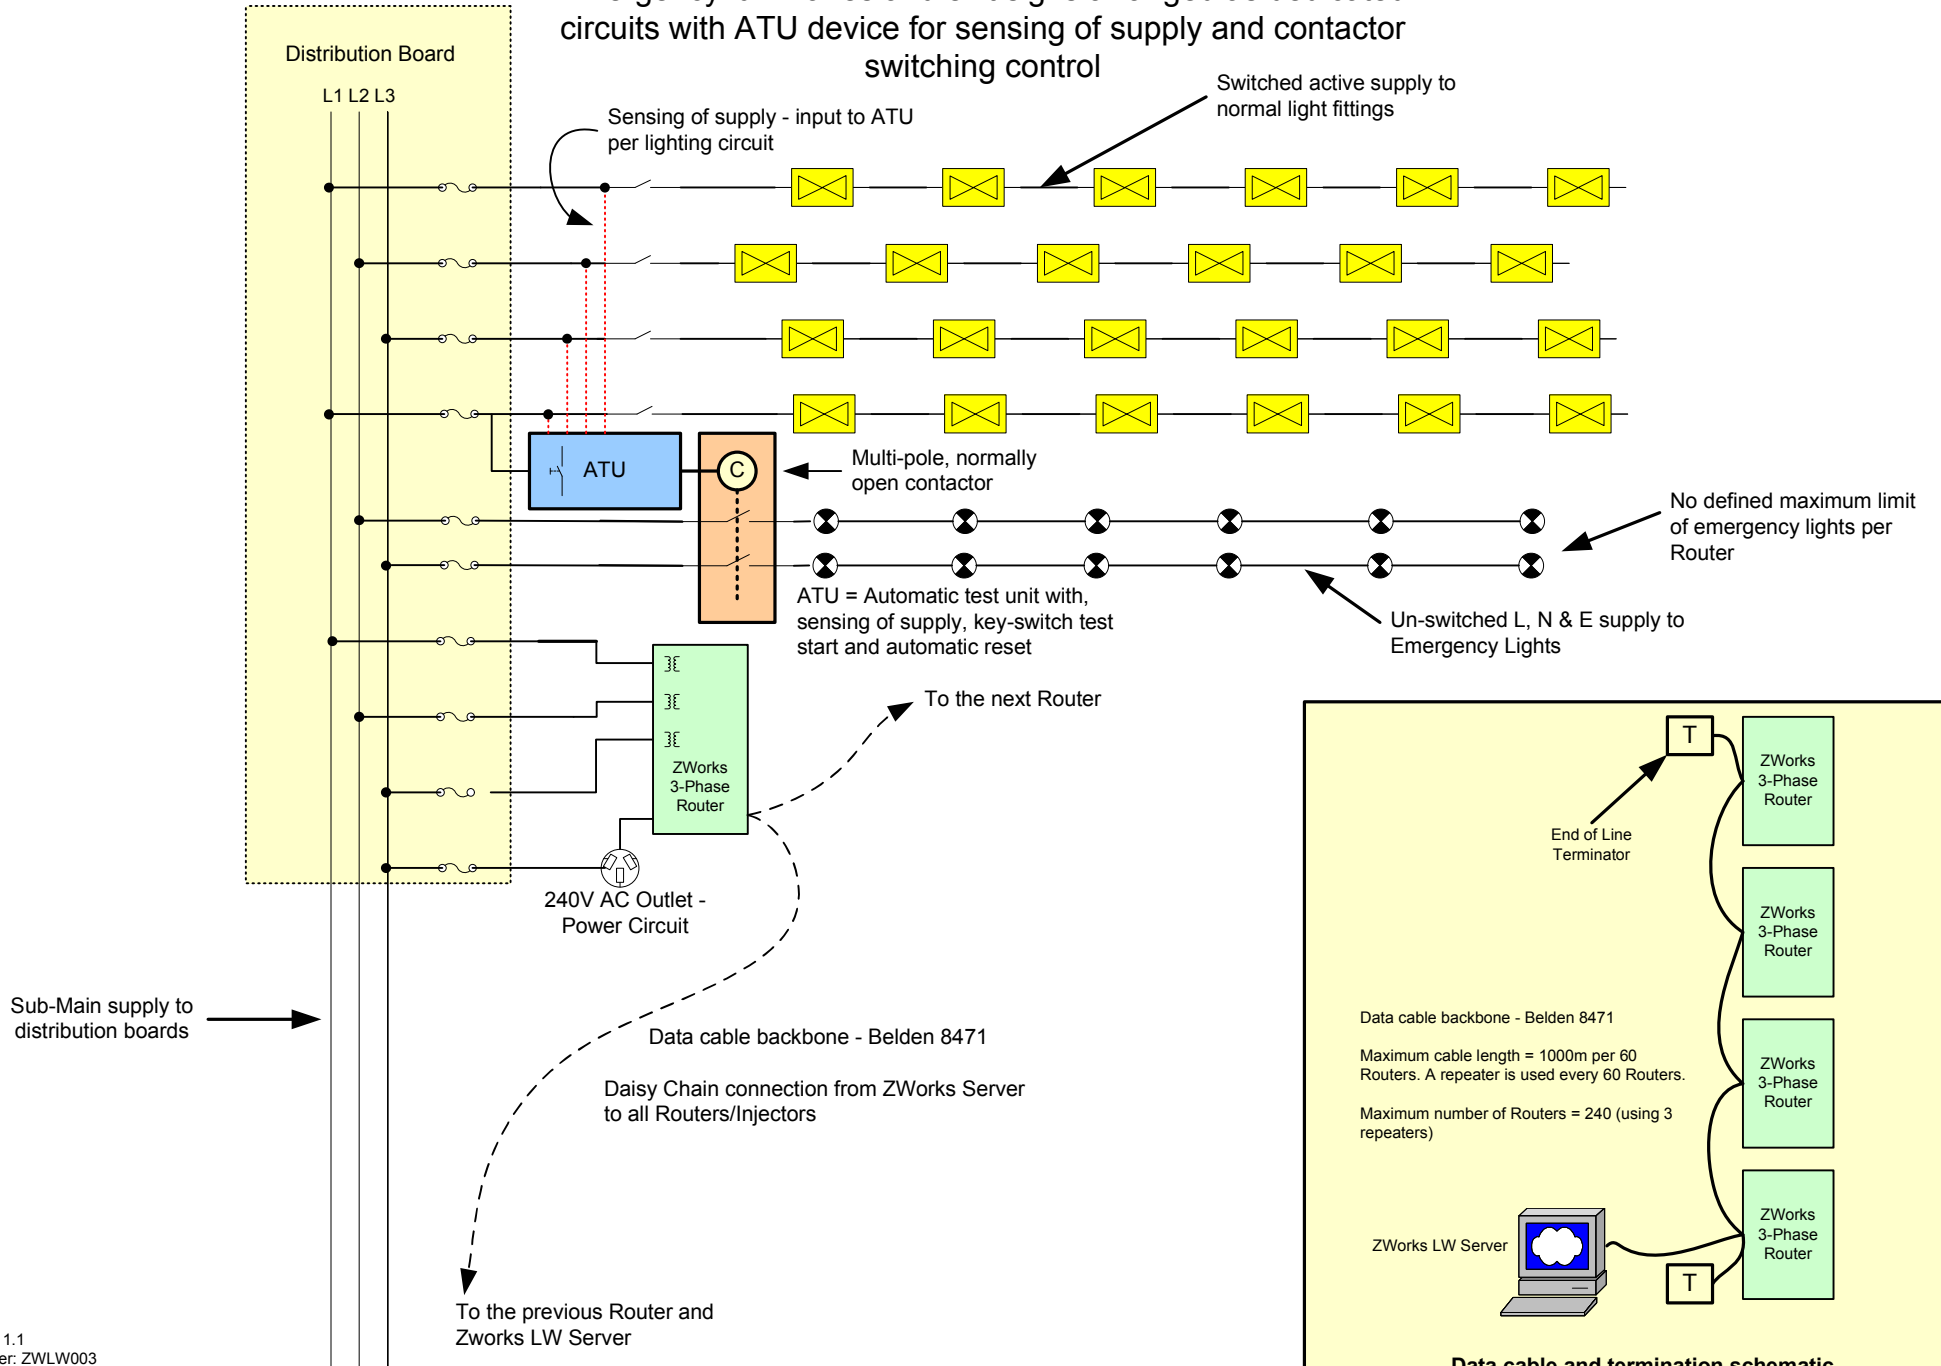 circuits with ATU device for sensing of supply and contactor
switching control
Distribution Board
L1 L2 L3
Sensing of supply - input to ATU
per lighting circuit
Switched active supply to
normal light fittings
ATU
C
Multi-pole, normally
open contactor
No defined maximum limit
of emergency lights per
Router
ATU = Automatic test unit with,
sensing of supply, key-switch test
start and automatic reset
Un-switched L, N & E supply to
Emergency Lights
ZWorks
3-Phase
Router
To the next Router
240V AC Outlet -
Power Circuit
Sub-Main supply to
distribution boards
Data cable backbone - Belden 8471
Daisy Chain connection from ZWorks Server
to all Routers/Injectors
To the previous Router and
Zworks LW Server
1.1
er: ZWLW003
T
ZWorks
3-Phase
Router
End of Line
Terminator
ZWorks
3-Phase
Router
Data cable backbone - Belden 8471
Maximum cable length = 1000m per 60
Routers. A repeater is used every 60 Routers.
Maximum number of Routers = 240 (using 3
repeaters)
ZWorks
3-Phase
Router
ZWorks LW Server
ZWorks
3-Phase
Router
T
Data cable and termination schematic